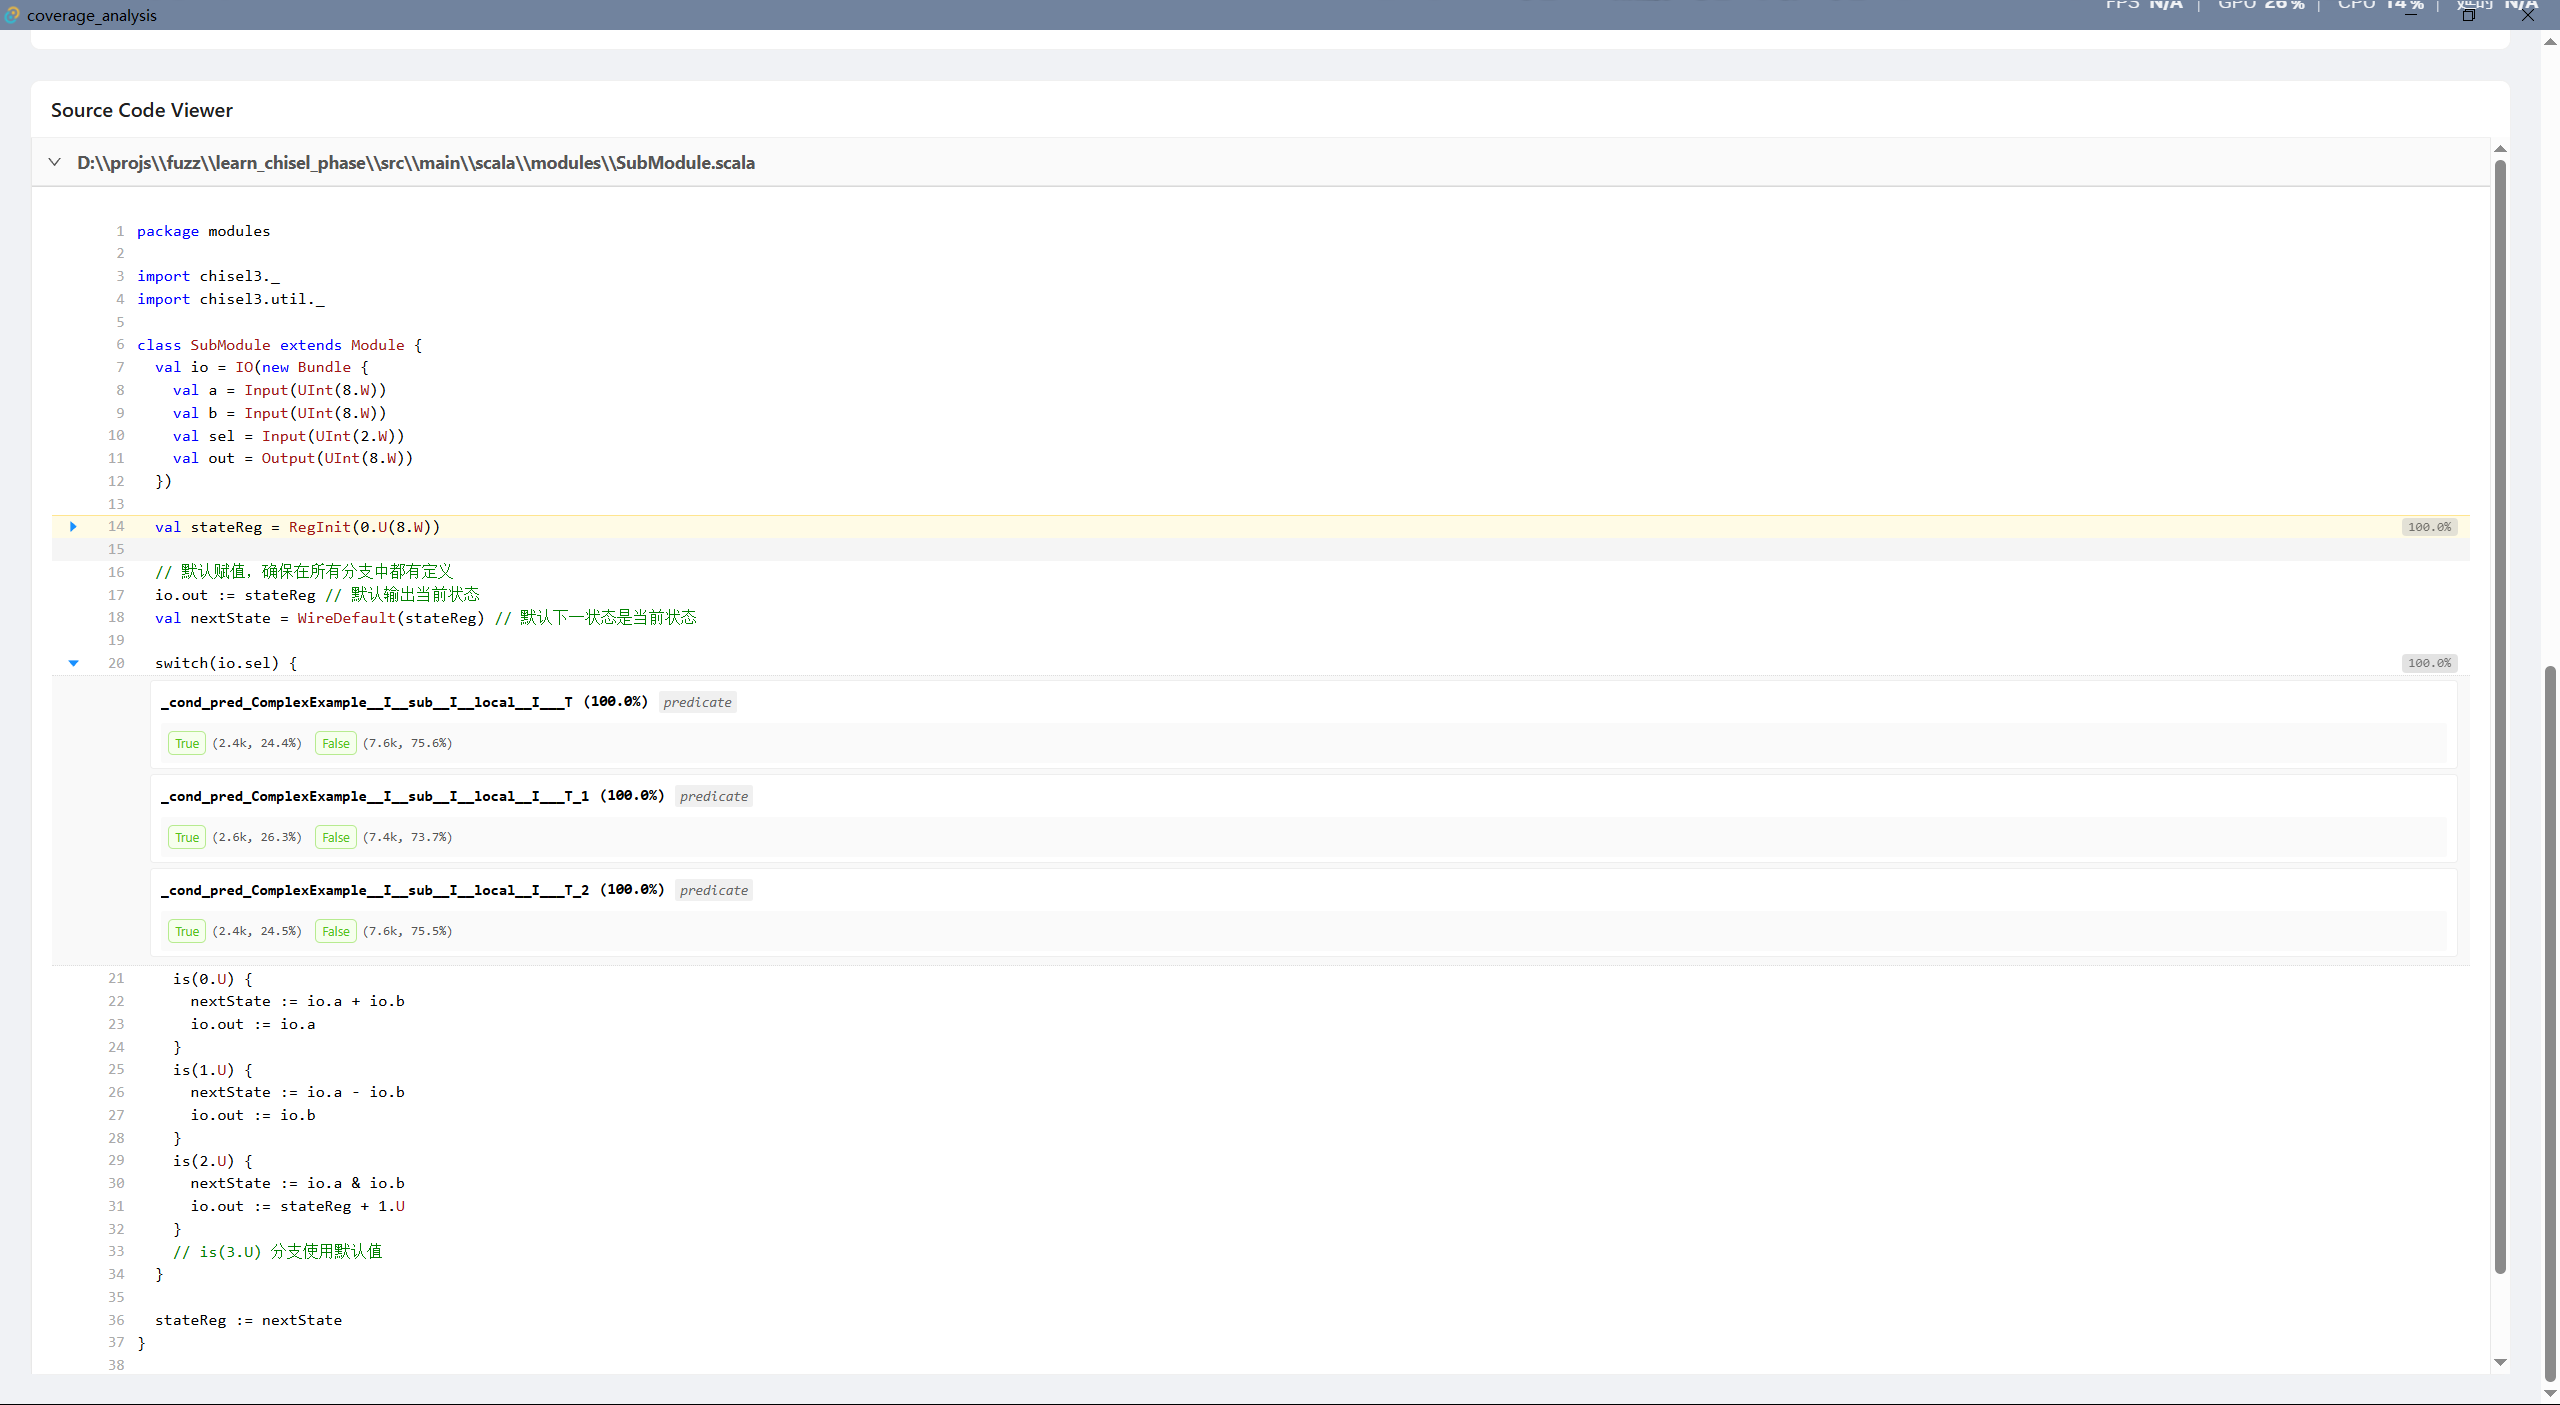 coverage_analysis
FPS N/A | GPU 26% | CPU 14% | 延时 N/A
Source Code Viewer
D:\\projs\\fuzz\\learn_chisel_phase\\src\\main\\scala\\modules\\SubModule.scala
1 package modules
2
3 import chisel3._
4 import chisel3.util._
5
6 class SubModule extends Module {
7   val io = IO(new Bundle {
8     val a = Input(UInt(8.W))
9     val b = Input(UInt(8.W))
10     val sel = Input(UInt(2.W))
11     val out = Output(UInt(8.W))
12   })
13
14   val stateReg = RegInit(0.U(8.W)) 100.0%
15
16   // 默认赋值，确保在所有分支中都有定义
17   io.out := stateReg // 默认输出当前状态
18   val nextState = WireDefault(stateReg) // 默认下一状态是当前状态
19
20   switch(io.sel) { 100.0%
_cond_pred_ComplexExample__I__sub__I__local__I___T (100.0%) predicate
True (2.4k, 24.4%) False (7.6k, 75.6%)
_cond_pred_ComplexExample__I__sub__I__local__I___T_1 (100.0%) predicate
True (2.6k, 26.3%) False (7.4k, 73.7%)
_cond_pred_ComplexExample__I__sub__I__local__I___T_2 (100.0%) predicate
True (2.4k, 24.5%) False (7.6k, 75.5%)
21     is(0.U) {
22       nextState := io.a + io.b
23       io.out := io.a
24     }
25     is(1.U) {
26       nextState := io.a - io.b
27       io.out := io.b
28     }
29     is(2.U) {
30       nextState := io.a & io.b
31       io.out := stateReg + 1.U
32     }
33     // is(3.U) 分支使用默认值
34   }
35
36   stateReg := nextState
37 }
38